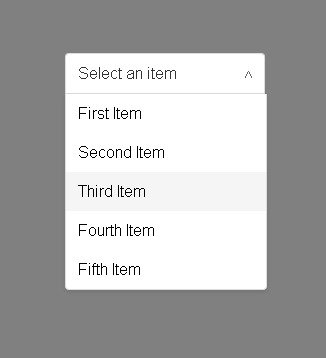 Select an item
First Item
Second Item
Third Item
Fourth Item
Fifth Item